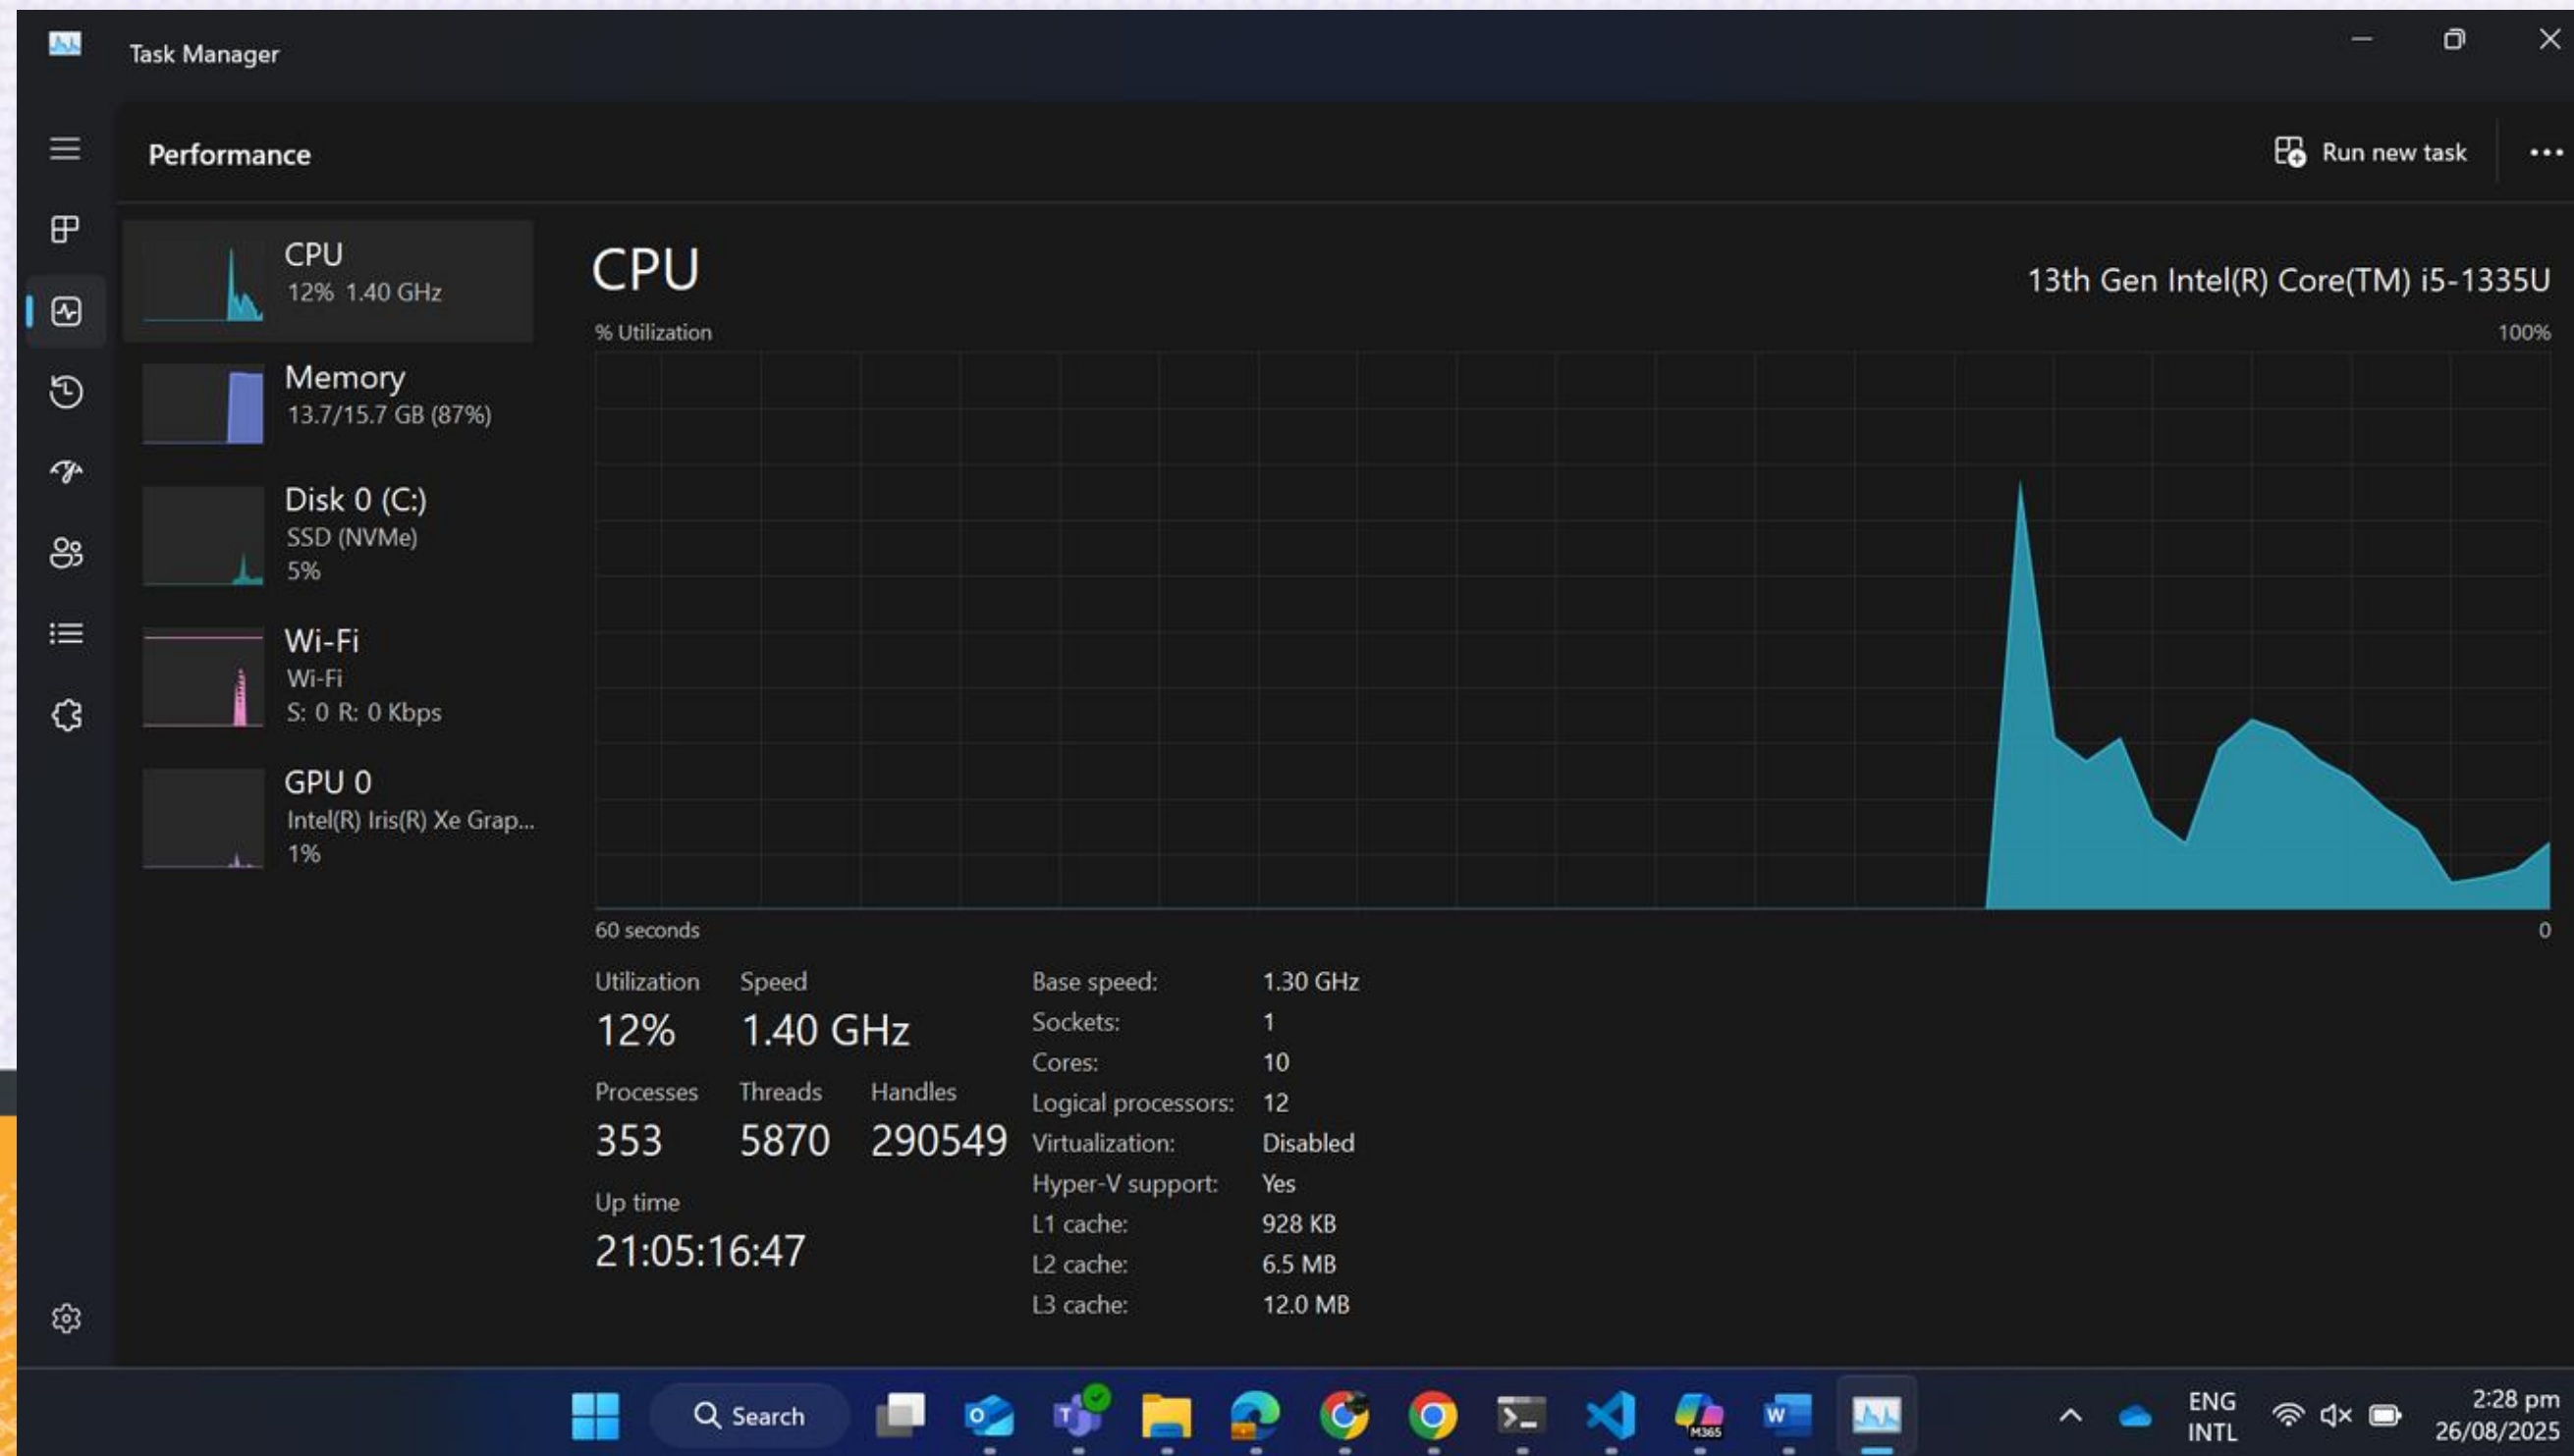 Task Manager
Performance
Run new task
CPU
12% 1.40 GHz
Memory
13.7/15.7 GB (87%)
Disk 0 (C:)
SSD (NVMe)
5%
Wi-Fi
Wi-Fi
S: 0 R: 0 Kbps
GPU 0
Intel(R) Iris(R) Xe Grap...
1%
CPU
13th Gen Intel(R) Core(TM) i5-1335U
% Utilization
100%
60 seconds
0
Utilization
12%
Speed
1.40 GHz
Processes
353
Threads
5870
Handles
290549
Up time
21:05:16:47
Base speed: 1.30 GHz
Sockets: 1
Cores: 10
Logical processors: 12
Virtualization: Disabled
Hyper-V support: Yes
L1 cache: 928 KB
L2 cache: 6.5 MB
L3 cache: 12.0 MB
Search
O
T
M365
W
ENG
INTL
2:28 pm
26/08/2025